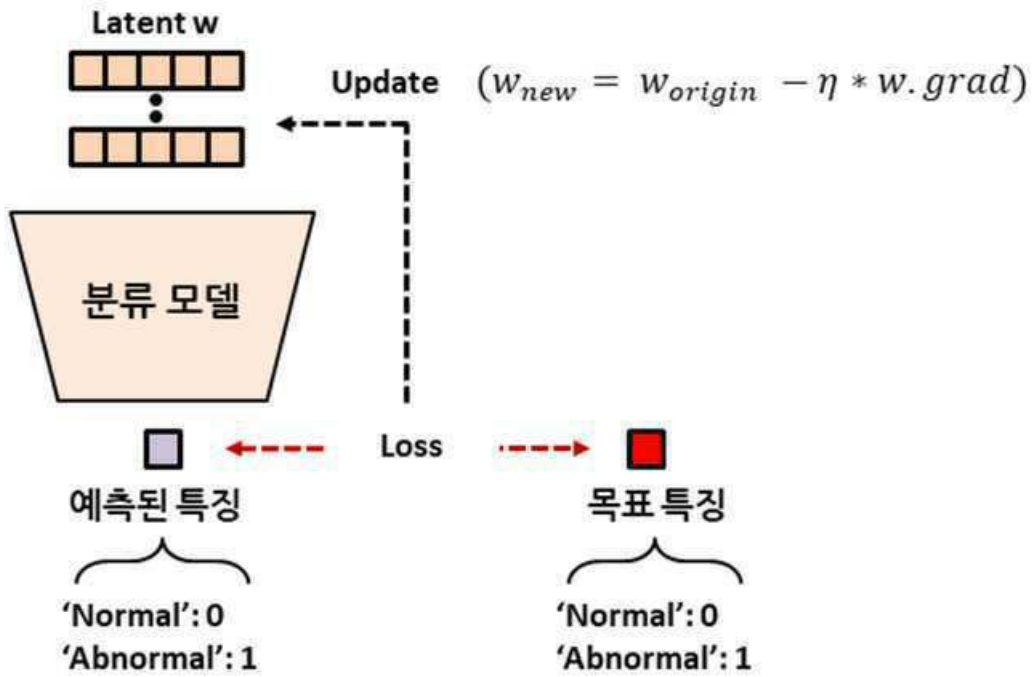 Latent w
Update (w_new = w_origin − η * w.grad)
분류 모델
Loss
예측된 특징
목표 특징
'Normal': 0
'Abnormal': 1
'Normal': 0
'Abnormal': 1